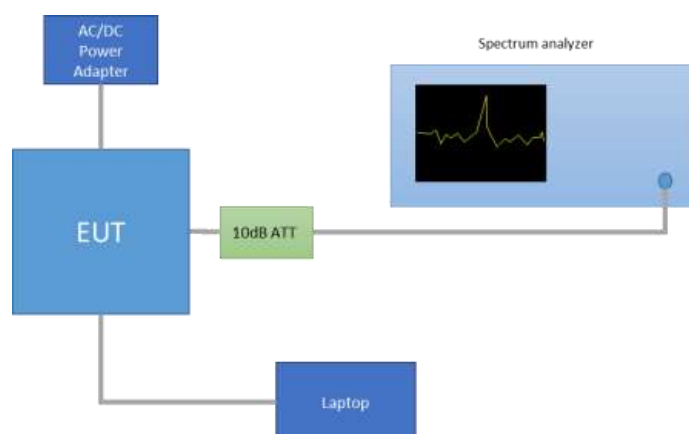 AC/DC
Power
Adapter
Spectrum analyzer
EUT
10dB ATT
Laptop